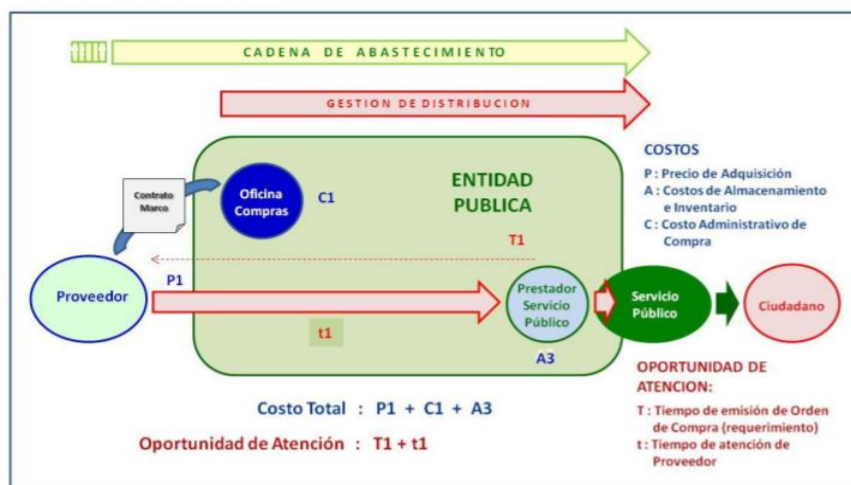 CADENA DE ABASTECIMIENTO
GESTION DE DISTRIBUCION
COSTOS
P : Precio de Adquisición
A : Costos de Almacenamiento
e Inventario
C : Costo Administrativo de
Compra
Contrato
Marco
Oficina
Compras
C1
ENTIDAD
PUBLICA
T1
Proveedor
P1
t1
Prestador
Servicio
Público
A3
Servicio
Público
Ciudadano
OPORTUNIDAD DE
ATENCION:
T : Tiempo de emisión de Orden
de Compra (requerimiento)
t : Tiempo de atención de
Proveedor
Costo Total : P1 + C1 + A3
Oportunidad de Atención : T1 + t1